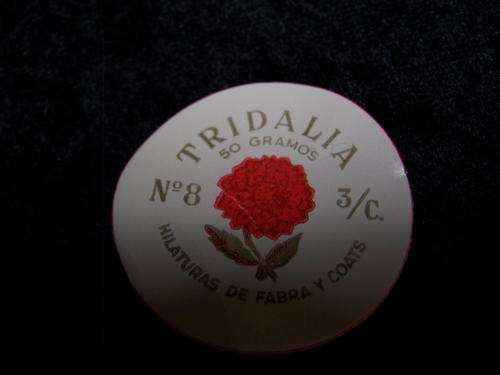 TRIDALIA
50 GRAMOS
Nº8
3/C.
HILATURAS DE FABRA Y COATS